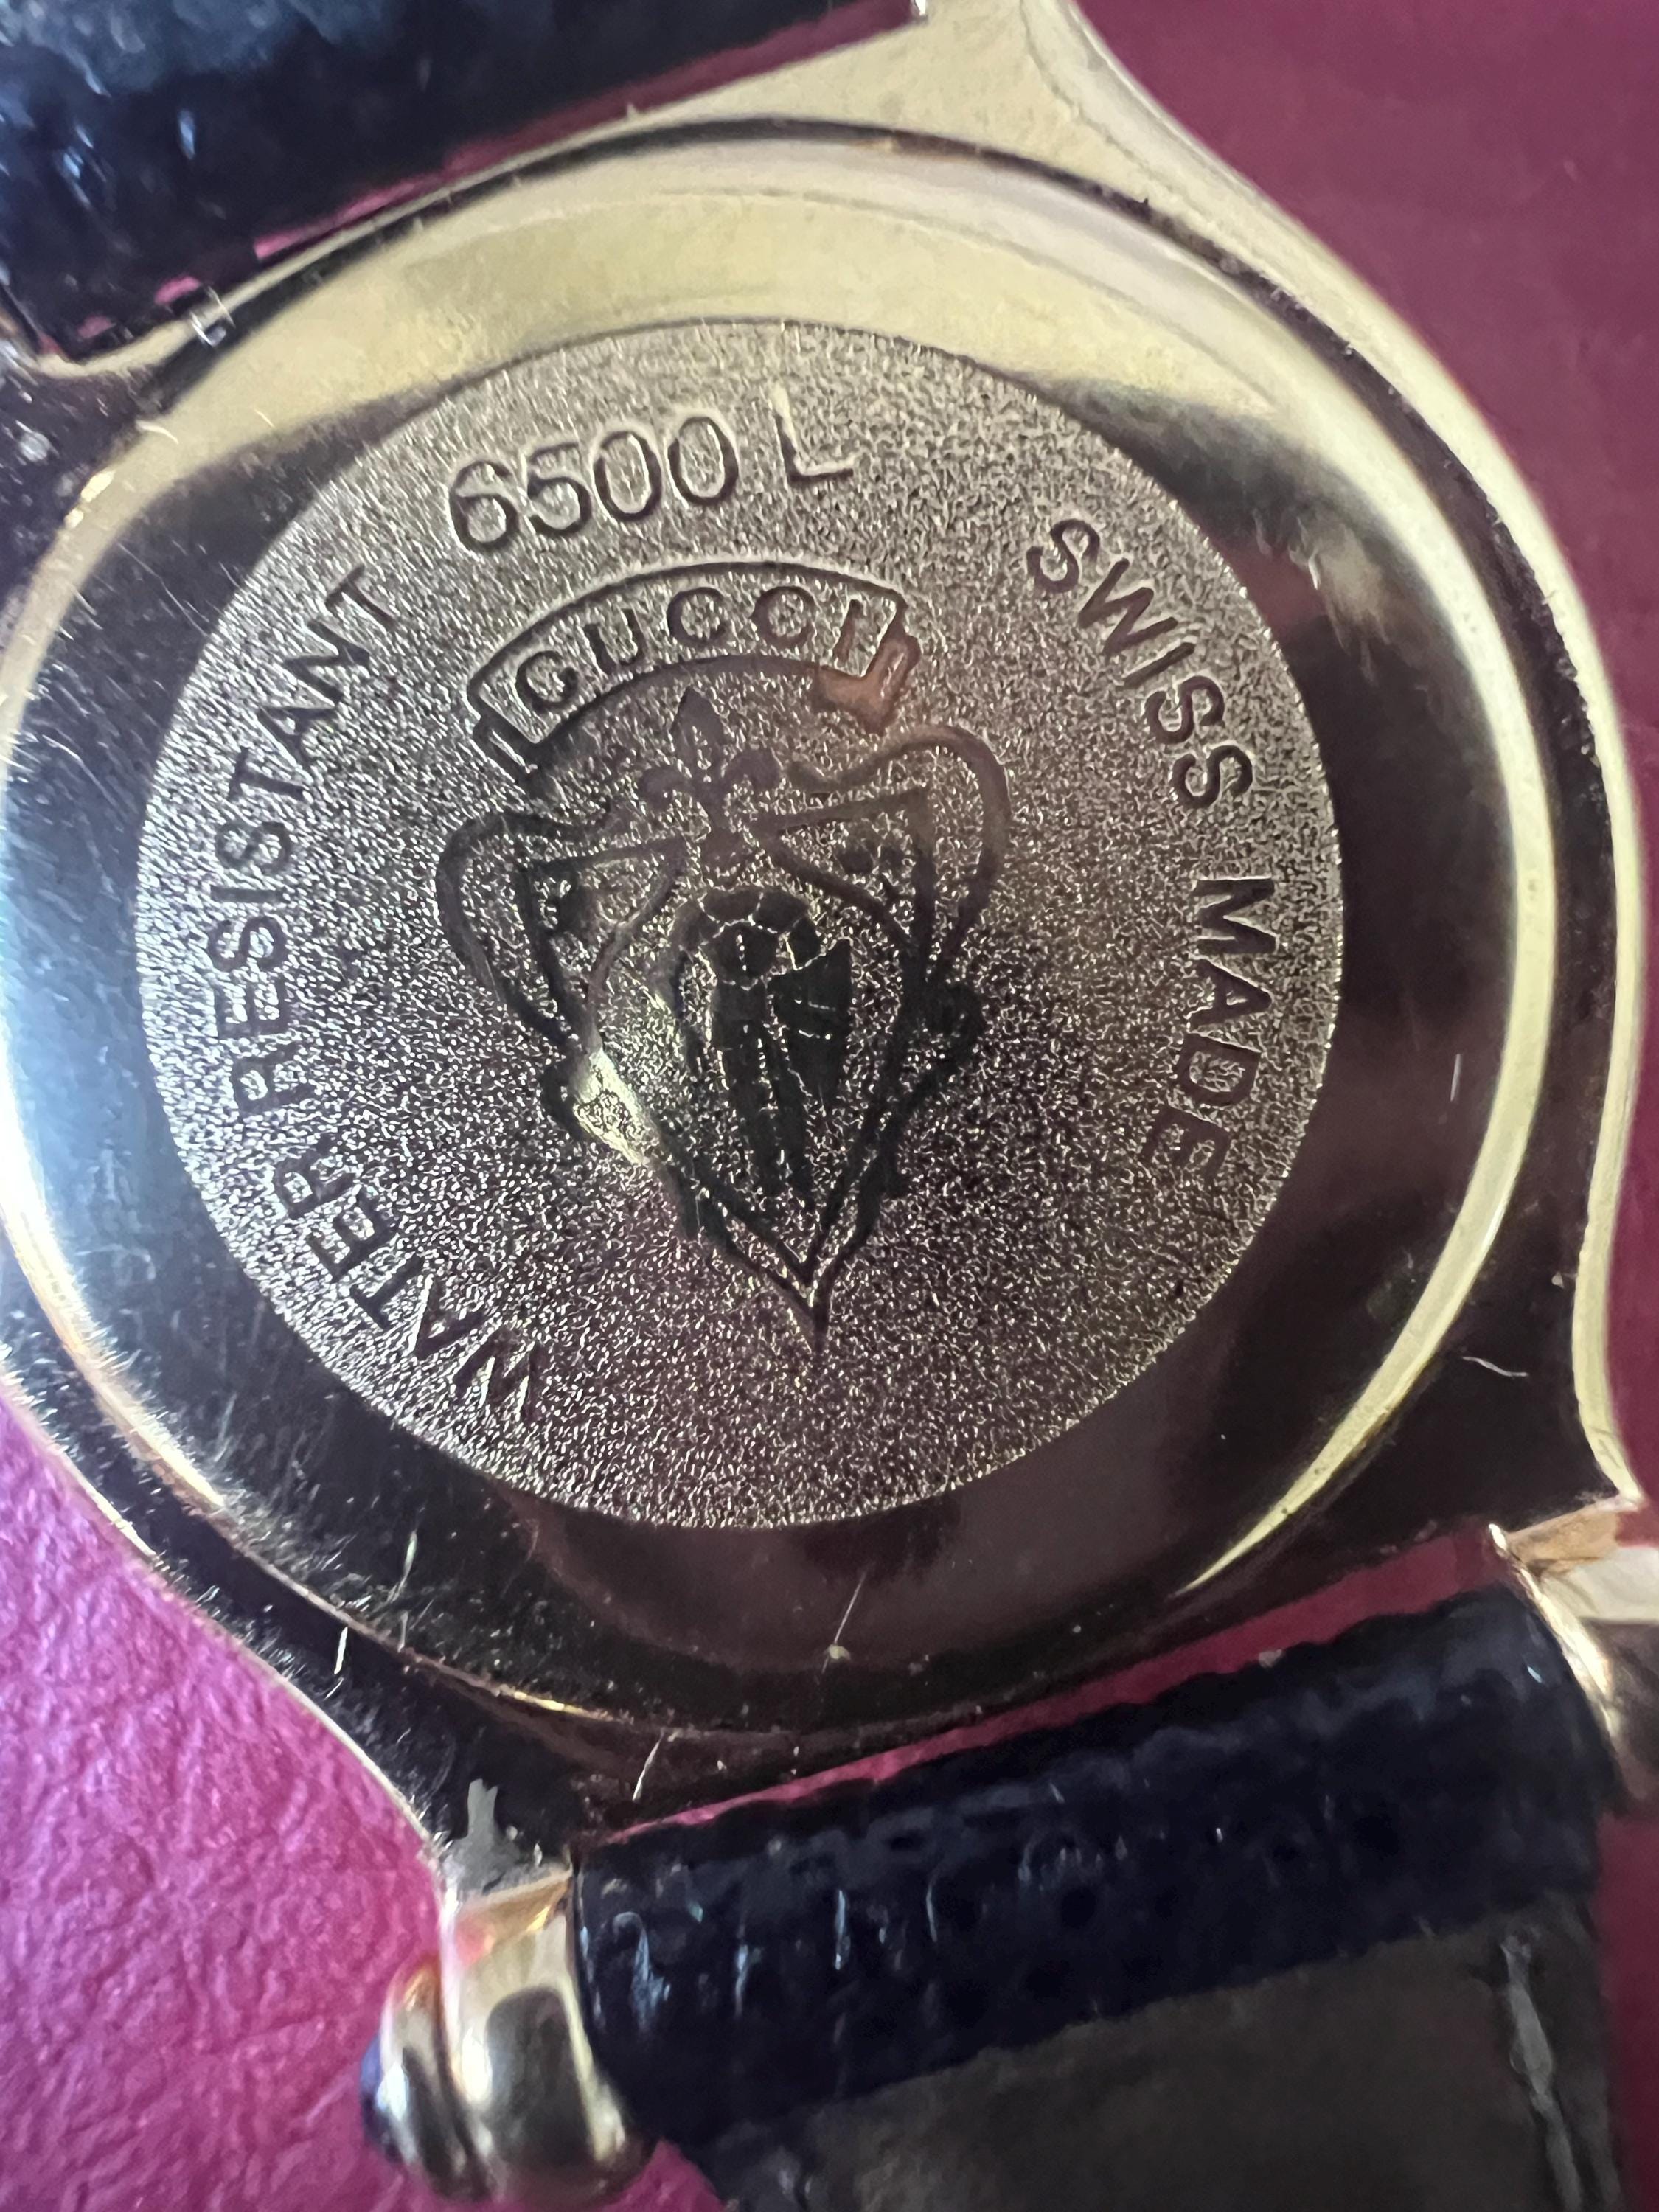 6500 L
GUCCI
WATER RESISTANT
SWISS MADE